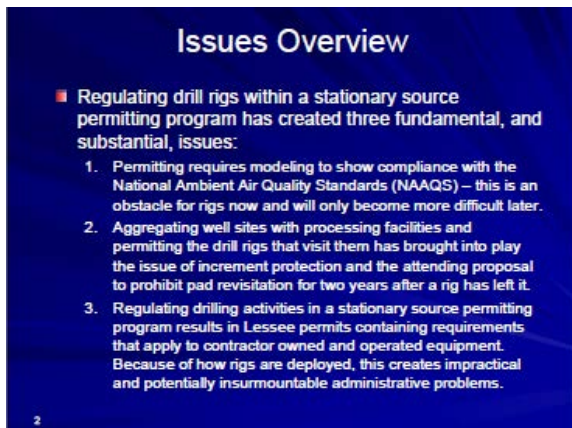 Issues Overview
Regulating drill rigs within a stationary source
permitting program has created three fundamental, and
substantial, issues:
1. Permitting requires modeling to show compliance with the
National Ambient Air Quality Standards (NAAQS) – this is an
obstacle for rigs now and will only become more difficult later.
2. Aggregating well sites with processing facilities and
permitting the drill rigs that visit them has brought into play
the issue of increment protection and the attending proposal
to prohibit pad revisitation for two years after a rig has left it.
3. Regulating drilling activities in a stationary source permitting
program results in Lessee permits containing requirements
that apply to contractor owned and operated equipment.
Because of how rigs are deployed, this creates impractical
and potentially insurmountable administrative problems.
2